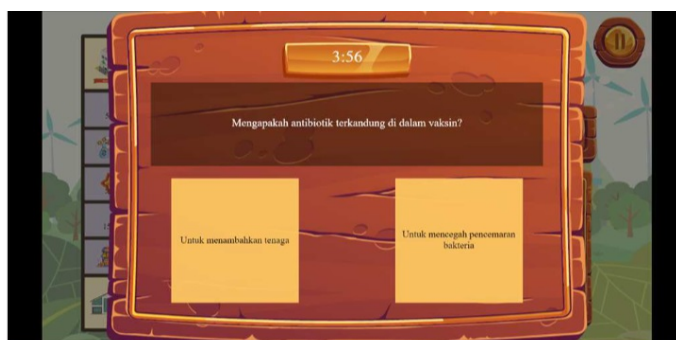 3:56
Mengapakah antibiotik terkandung di dalam vaksin?
Untuk menambahkan tenaga
Untuk mencegah pencemaran
bakteria